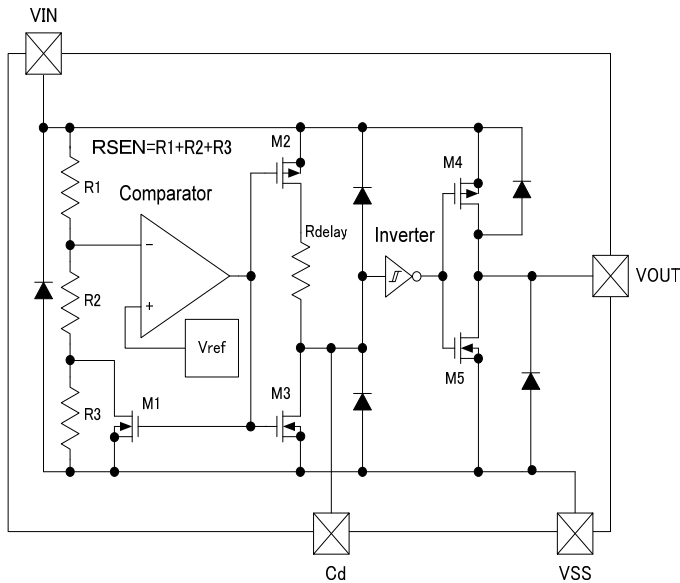 VIN
RSEN=R1+R2+R3
M2
M4
R1
Comparator
Rdelay
Inverter
−
R2
+
VOUT
Vref
M5
M1
M3
R3
Cd
VSS